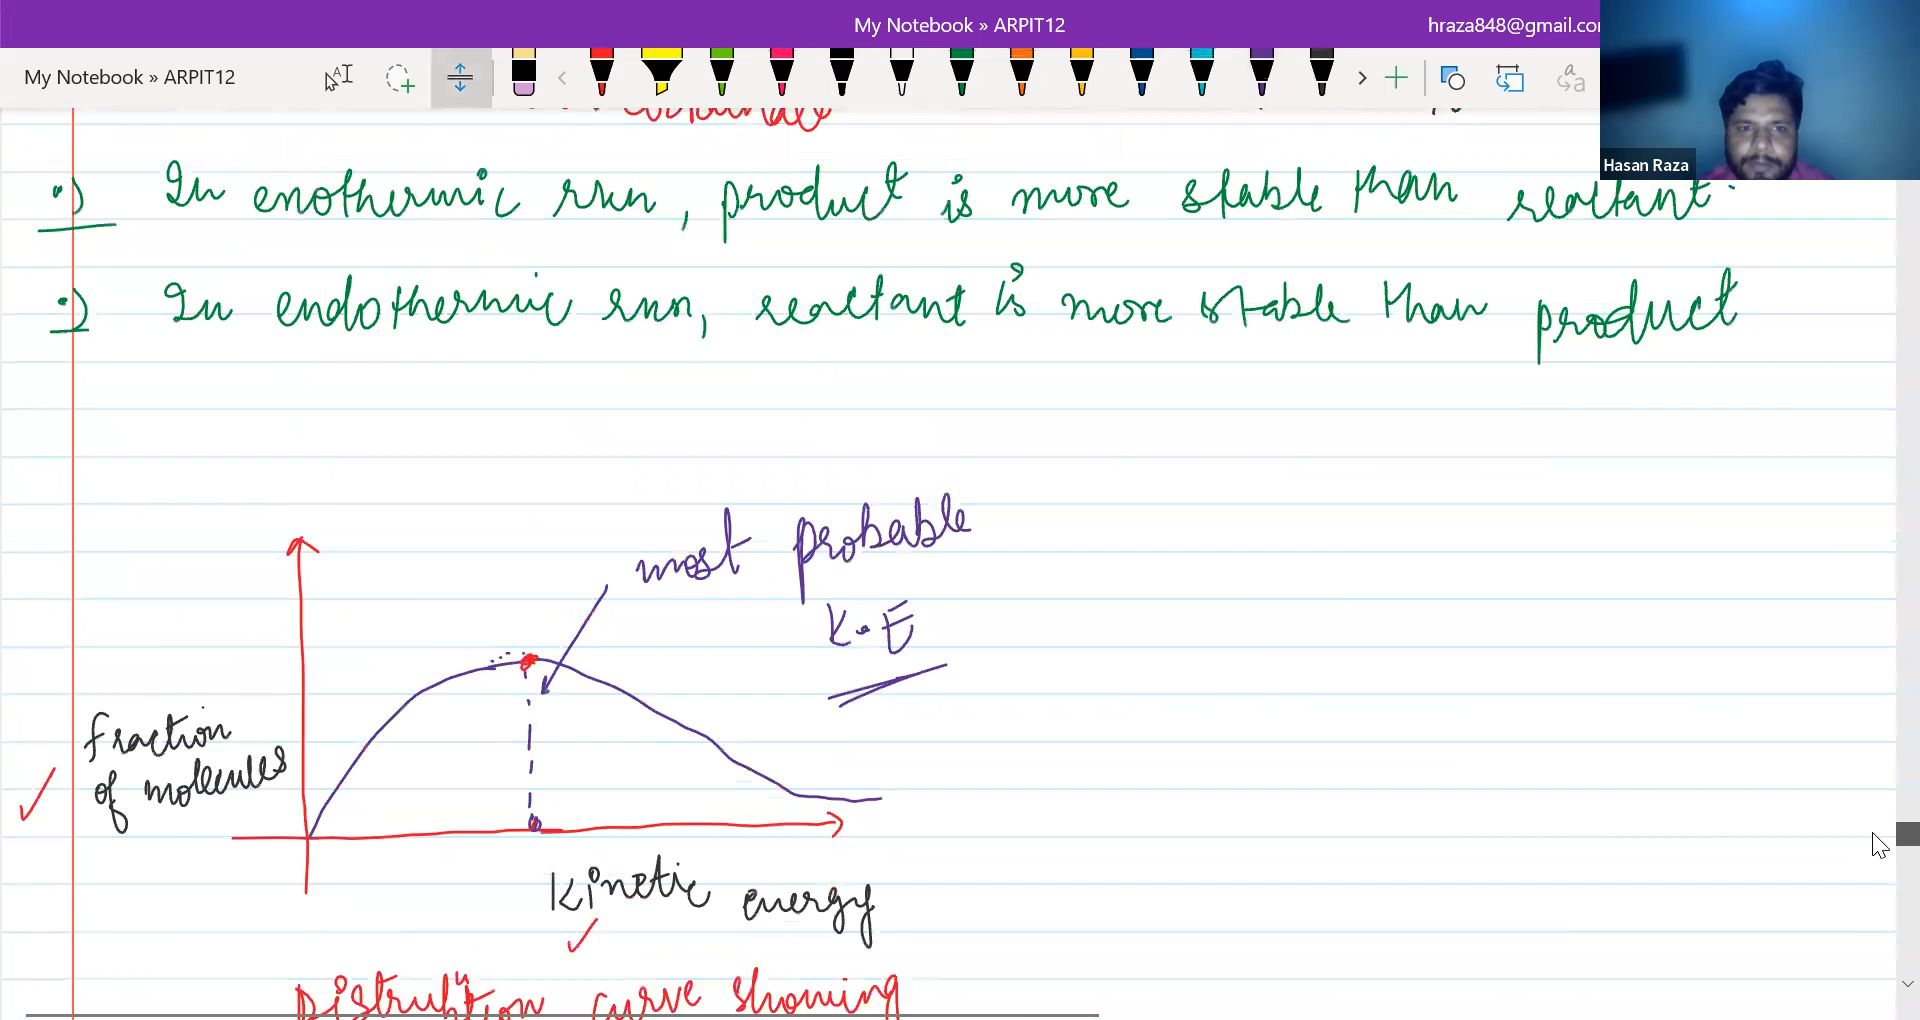 My Notebook » ARPIT12
hraza848@gmail.co
My Notebook » ARPIT12
Hasan Raza
In exothermic rxn, product is more stable than reactant.
In endothermic rxn, reactant is more stable than product
most probable
K.E
fraction
of molecules
Kinetic energy
Distribution curve showing